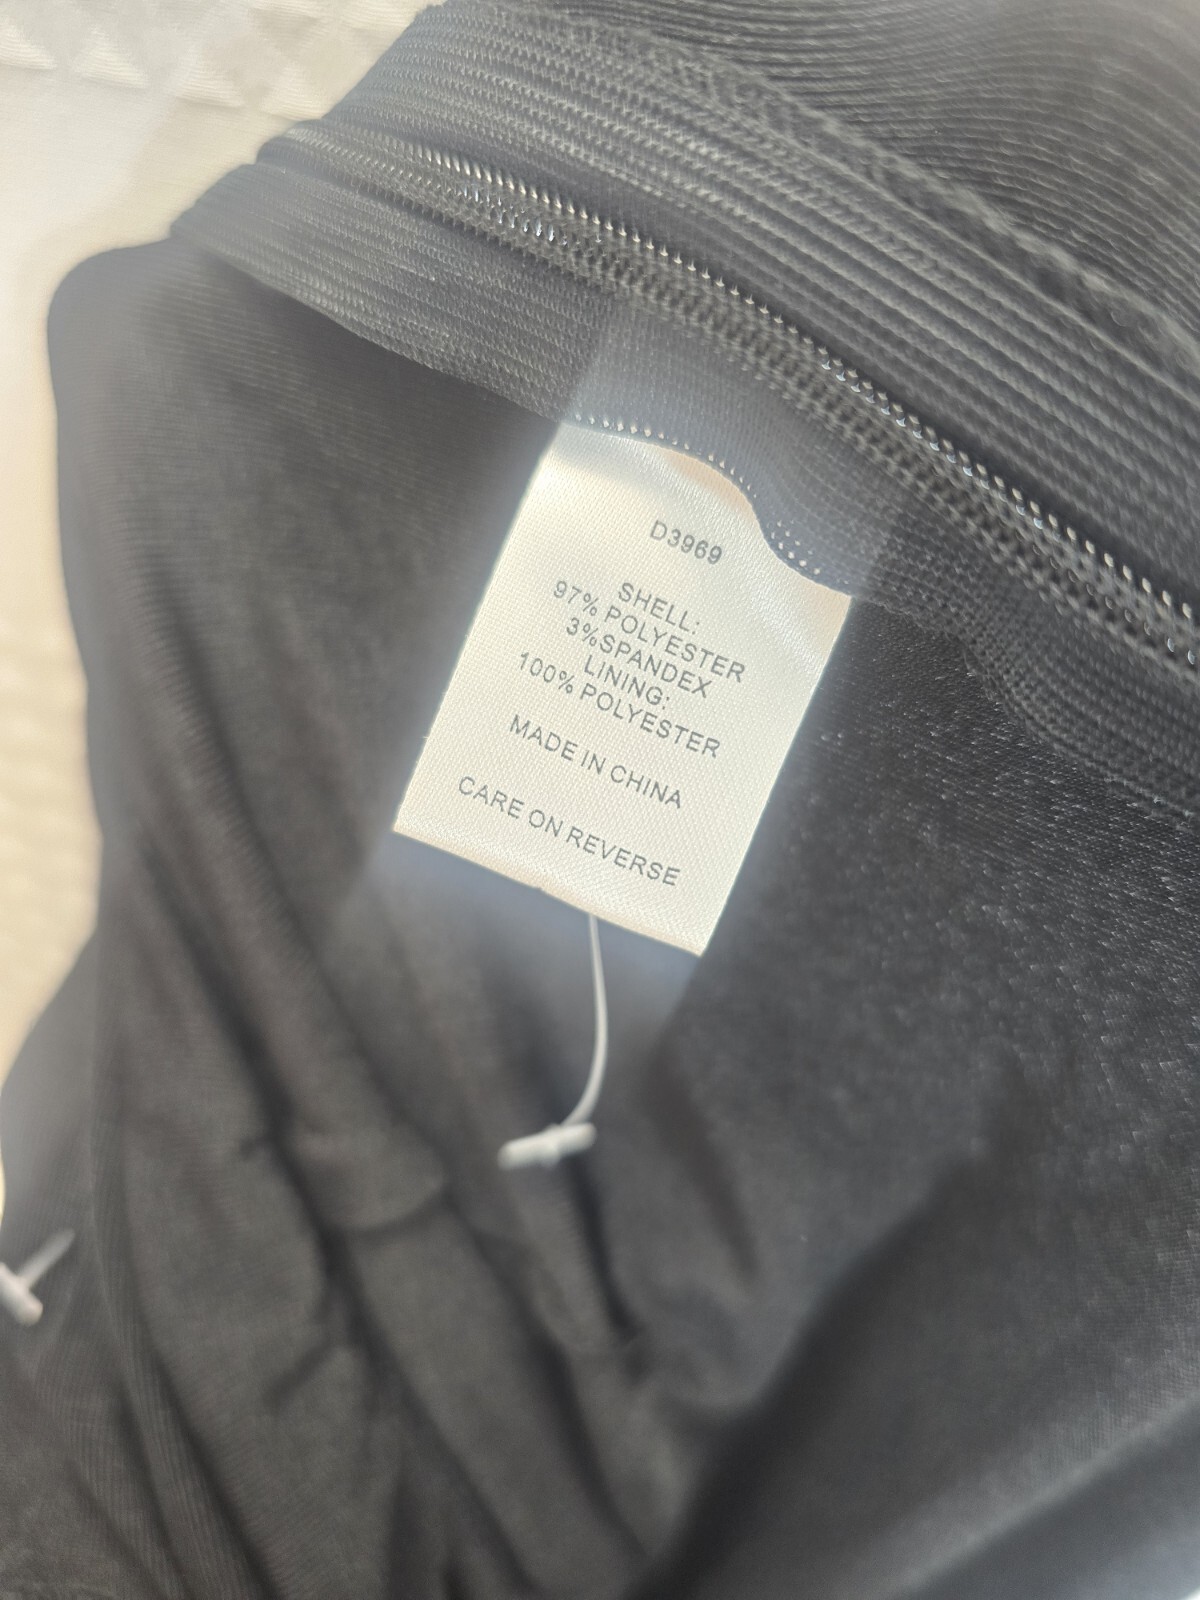 D3969
SHELL:
97% POLYESTER
3%SPANDEX
LINING:
100% POLYESTER
MADE IN CHINA
CARE ON REVERSE